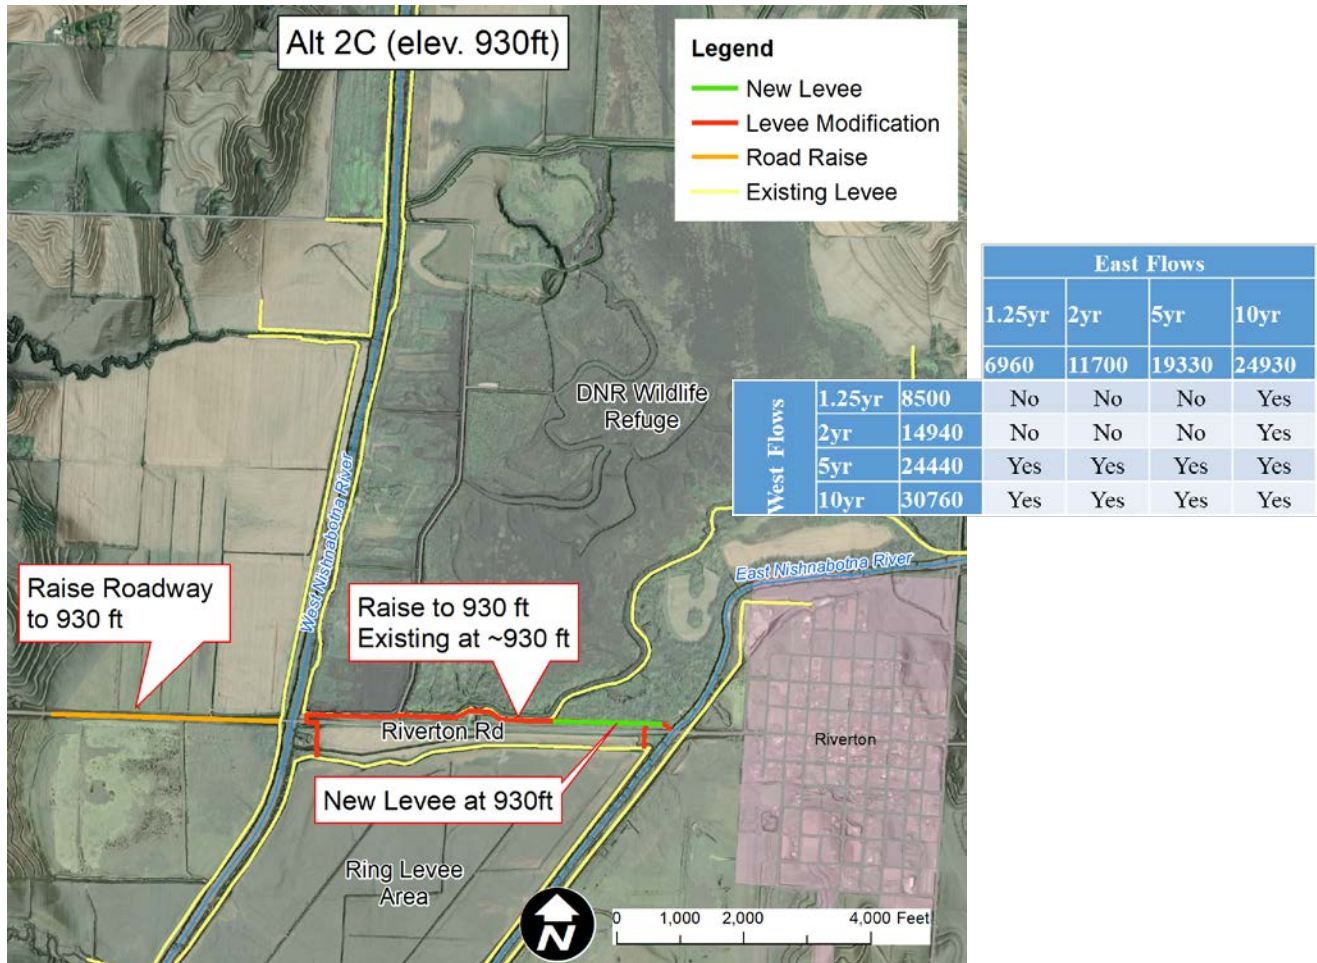 Alt 2C (elev. 930ft)
Legend
New Levee
Levee Modification
Road Raise
Existing Levee
East Flows
1.25yr 2yr 5yr 10yr
6960 11700 19330 24930
West Flows
1.25yr 8500 No No No Yes
2yr 14940 No No No Yes
5yr 24440 Yes Yes Yes Yes
10yr 30760 Yes Yes Yes Yes
DNR Wildlife
Refuge
West Nishnabotna River
East Nishnabotna River
Raise Roadway
to 930 ft
Raise to 930 ft
Existing at ~930 ft
Riverton Rd
Riverton
New Levee at 930ft
Ring Levee
Area
N
0 1,000 2,000 4,000 Feet